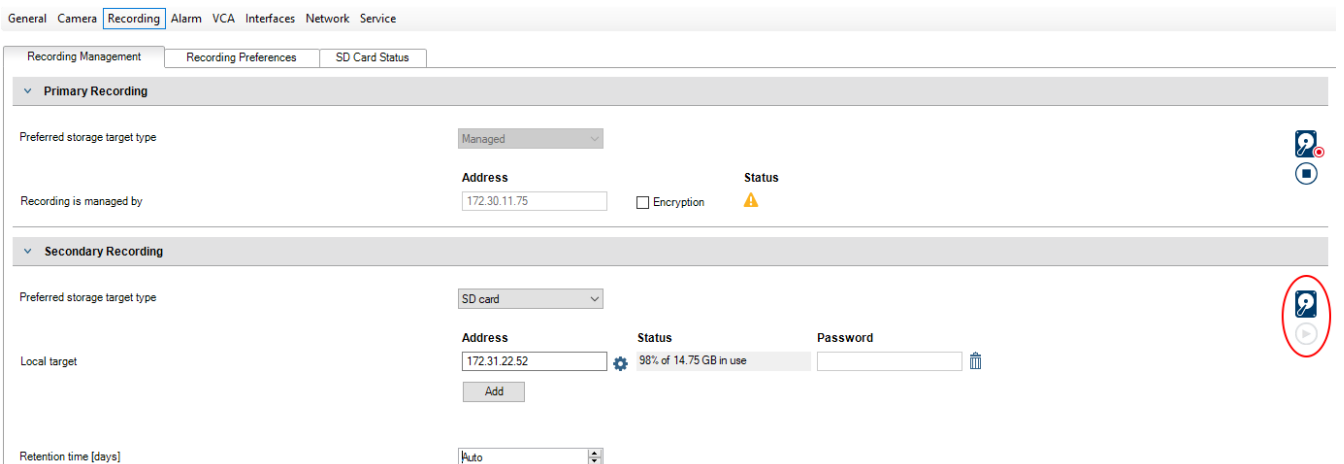 General Camera Recording Alarm VCA Interfaces Network Service
Recording Management Recording Preferences SD Card Status
Primary Recording
Preferred storage target type Managed
Address Status
Recording is managed by 172.30.11.75 Encryption
Secondary Recording
Preferred storage target type SD card
Address Status Password
Local target 172.31.22.52 98% of 14.75 GB in use
Add
Retention time [days] Auto